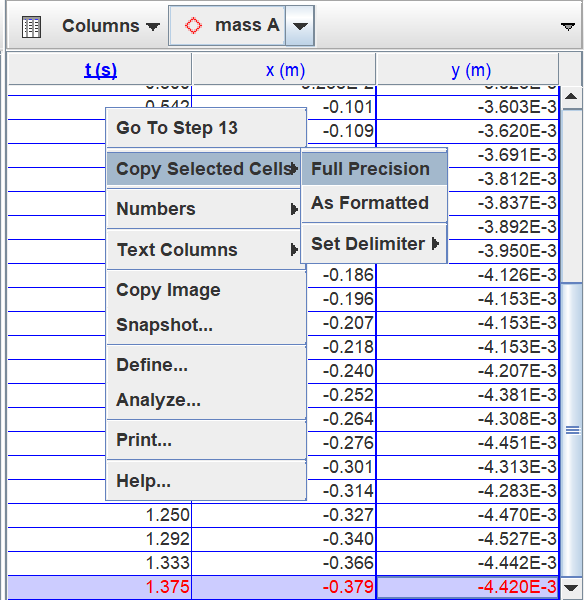 Columns mass A
t (s) x (m) y (m)
0.542 -0.101 -3.603E-3
-0.109 -3.620E-3
-3.691E-3
-3.812E-3
-3.837E-3
-3.892E-3
-3.950E-3
-0.186 -4.126E-3
-0.196 -4.153E-3
-0.207 -4.153E-3
-0.218 -4.153E-3
-0.240 -4.207E-3
-0.252 -4.381E-3
-0.264 -4.308E-3
-0.276 -4.451E-3
-0.301 -4.313E-3
-0.314 -4.283E-3
1.250 -0.327 -4.470E-3
1.292 -0.340 -4.527E-3
1.333 -0.366 -4.442E-3
1.375 -0.379 -4.420E-3
Go To Step 13
Copy Selected Cells
Numbers
Text Columns
Copy Image
Snapshot...
Define...
Analyze...
Print...
Help...
Full Precision
As Formatted
Set Delimiter